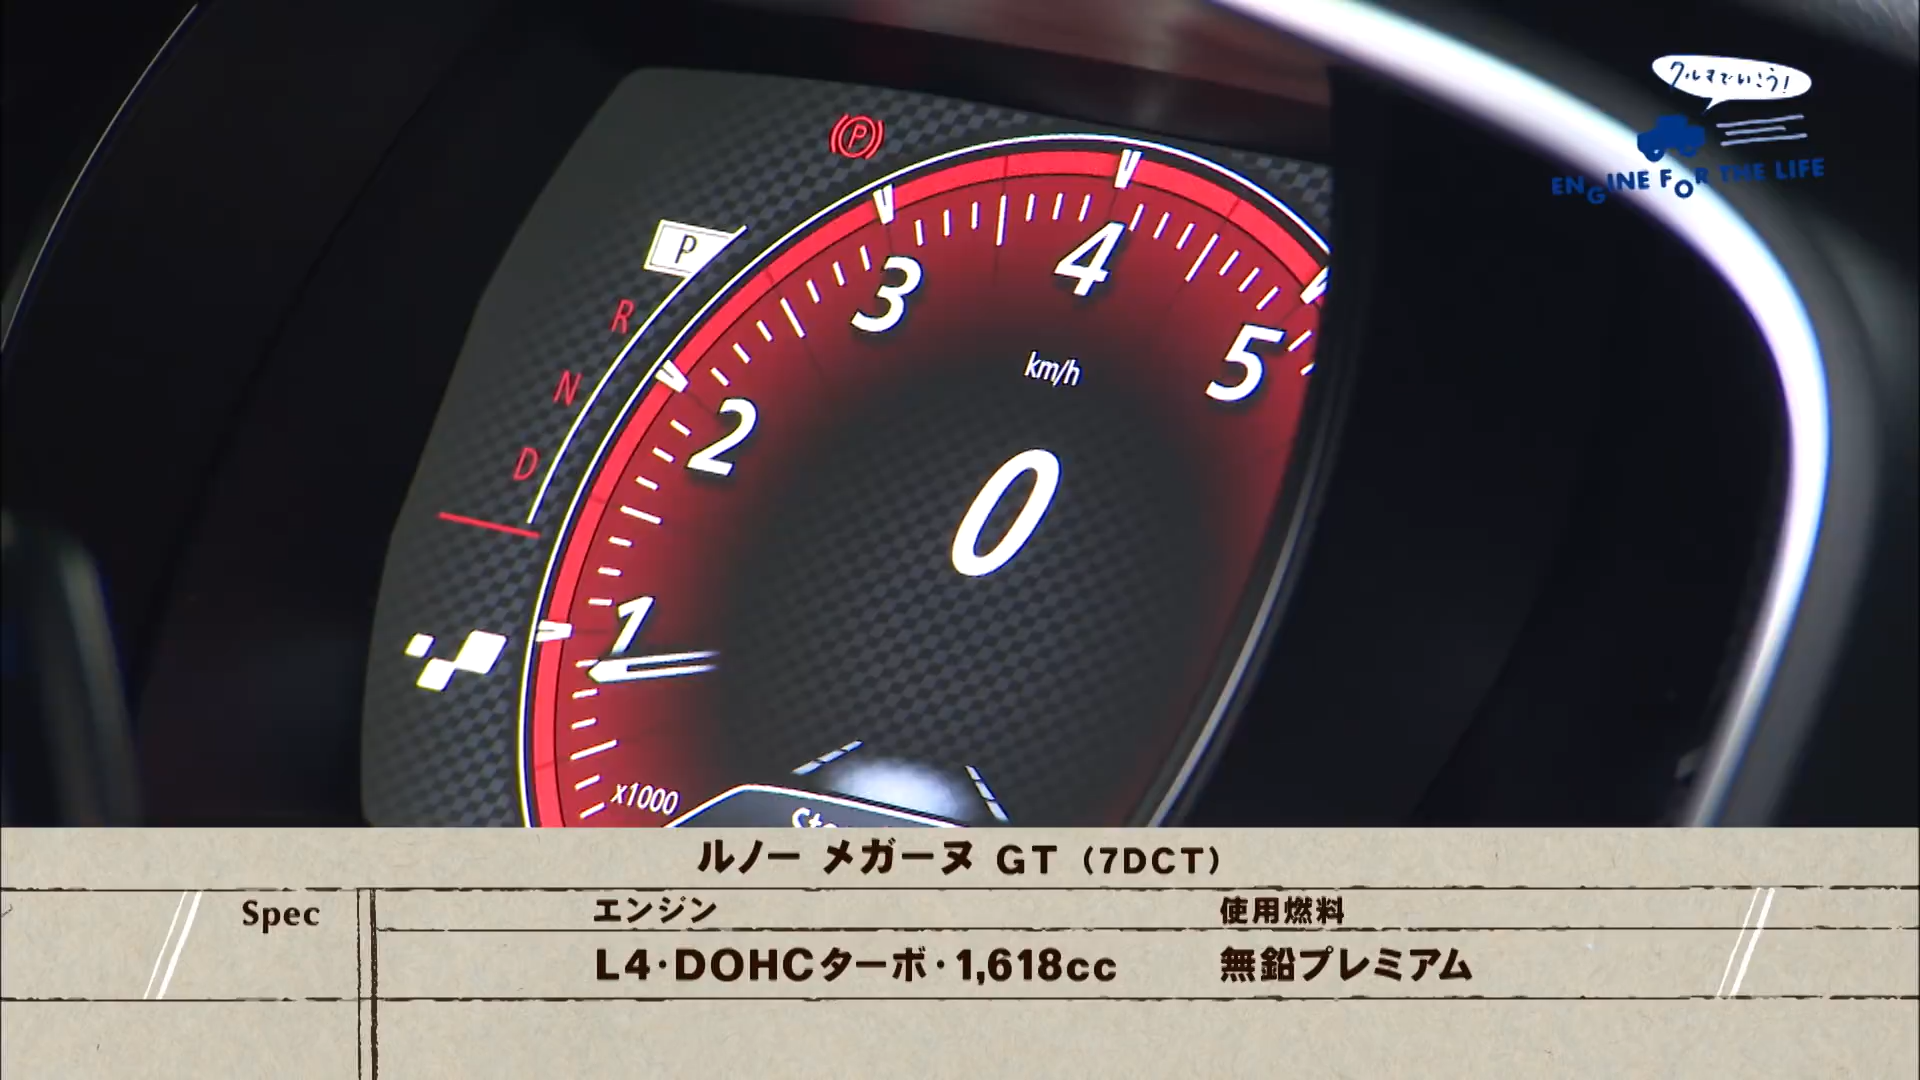 クルマでいこう!
ENGINE FOR THE LIFE
P
P
R
N
D
1
2
3
4
5
km/h
0
x1000
ルノー メガーヌ GT (7DCT)
Spec
エンジン
使用燃料
L4・DOHCターボ・1,618cc
無鉛プレミアム